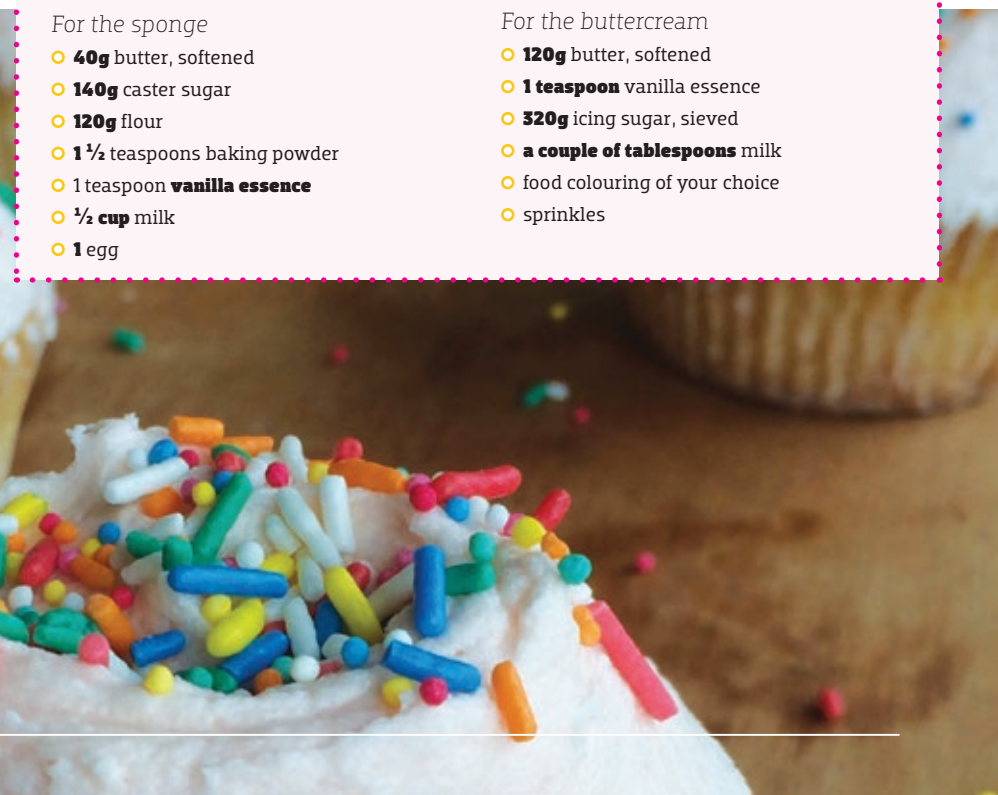 For the sponge
40g butter, softened
140g caster sugar
120g flour
1 ½ teaspoons baking powder
1 teaspoon vanilla essence
½ cup milk
1 egg
For the buttercream
120g butter, softened
1 teaspoon vanilla essence
320g icing sugar, sieved
a couple of tablespoons milk
food colouring of your choice
sprinkles